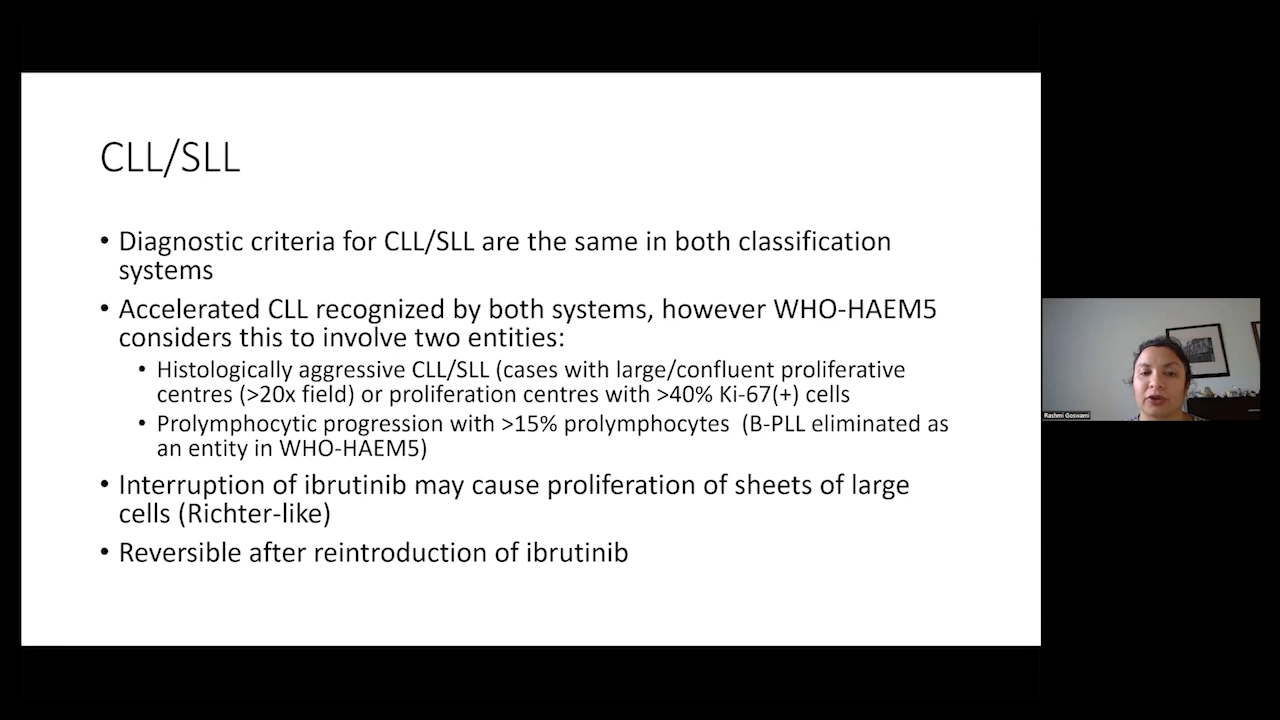 CLL/SLL
• Diagnostic criteria for CLL/SLL are the same in both classification
systems
• Accelerated CLL recognized by both systems, however WHO-HAEM5
considers this to involve two entities:
• Histologically aggressive CLL/SLL (cases with large/confluent proliferative
centres (>20x field) or proliferation centres with >40% Ki-67(+) cells
• Prolymphocytic progression with >15% prolymphocytes (B-PLL eliminated as
an entity in WHO-HAEM5)
• Interruption of ibrutinib may cause proliferation of sheets of large
cells (Richter-like)
• Reversible after reintroduction of ibrutinib
Rashmi Goswami